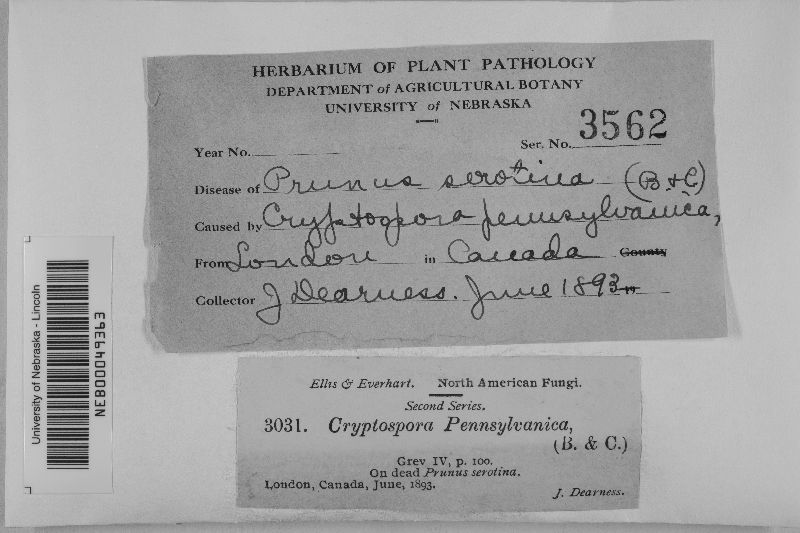 HERBARIUM OF PLANT PATHOLOGY
DEPARTMENT of AGRICULTURAL BOTANY
UNIVERSITY of NEBRASKA
Year No. Ser. No. 3562
Disease of Prunus serotina (B & C)
Caused by Cryptospora pennsylvanica,
From London in Canada County
Collector J Dearness. June 1893 19
University of Nebraska - Lincoln
NEB00049363
Ellis & Everhart. North American Fungi.
Second Series.
3031. Cryptospora Pennsylvanica,
(B. & C.)
Grev IV, p. 100.
On dead Prunus serotina.
London, Canada, June, 1893.
J. Dearness.